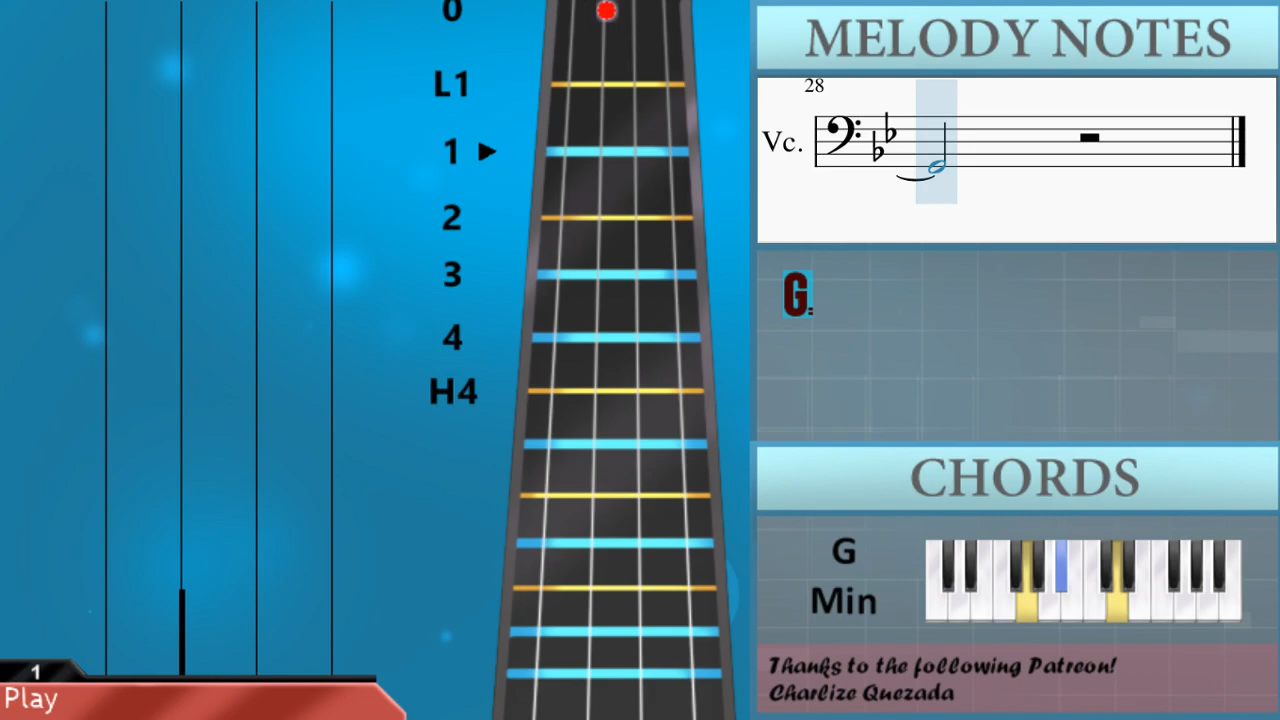 0
L1
1
2
3
4
H4
1
Play
MELODY NOTES
28
Vc.
G
CHORDS
G
Min
Thanks to the following Patreon!
Charlize Quezada